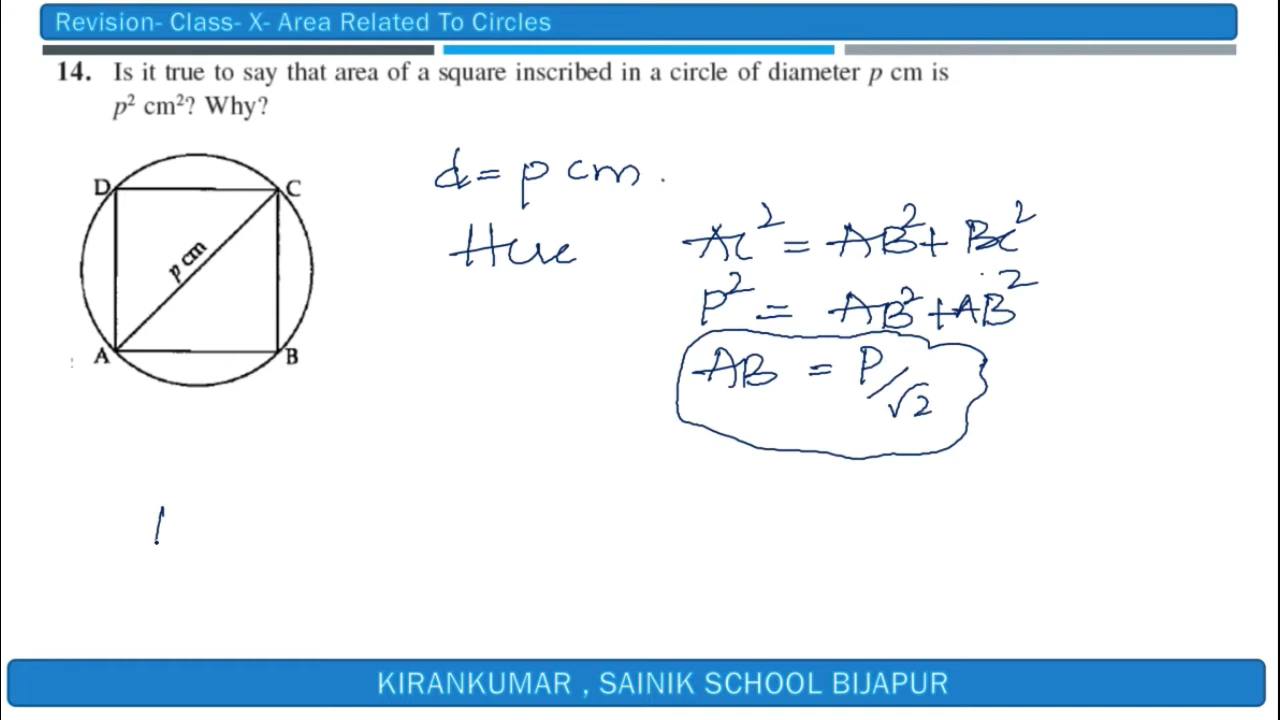 Revision- Class- X- Area Related To Circles
14. Is it true to say that area of a square inscribed in a circle of diameter p cm is
p² cm²? Why?
D
C
p cm
A
B
d = p cm.
AC² = AB² + BC²
P² = AB² + AB²
AB = P/√2
KIRANKUMAR , SAINIK SCHOOL BIJAPUR